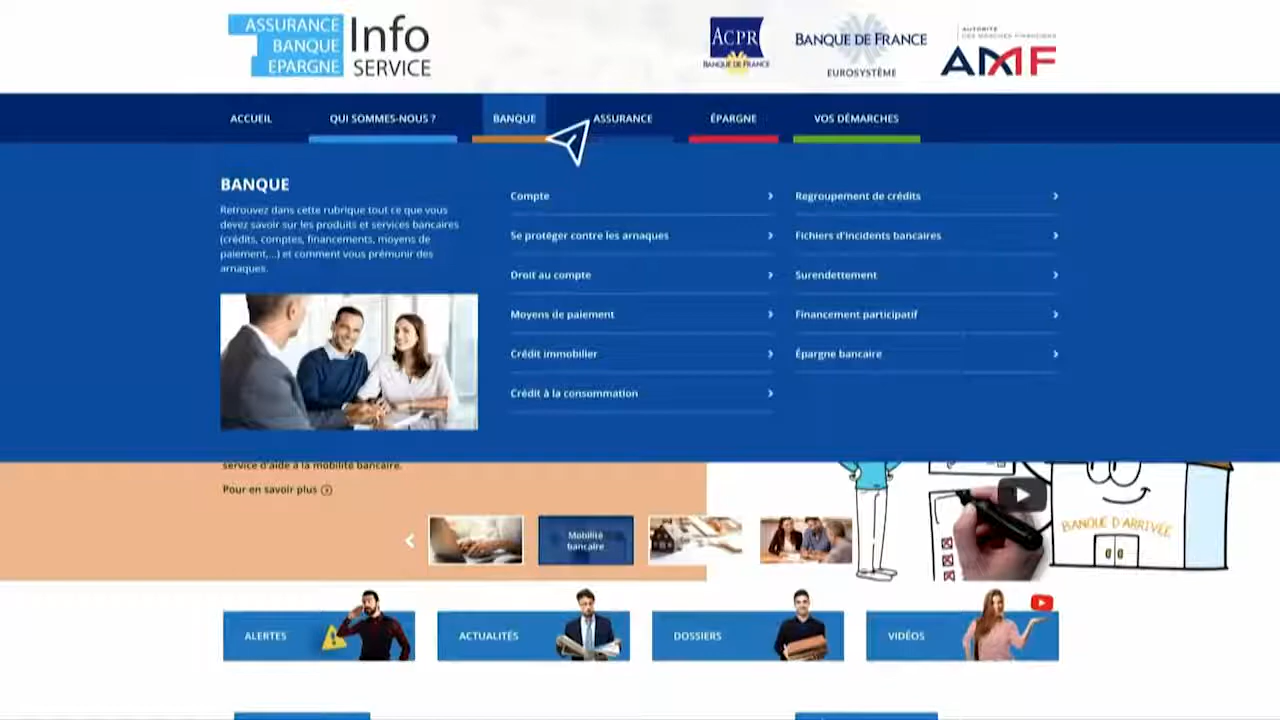 ASSURANCE
BANQUE
EPARGNE
Info
SERVICE
ACPR
BANQUE DE FRANCE
BANQUE DE FRANCE
EUROSYSTÈME
AUTORITÉ
DES MARCHÉS FINANCIERS
AMF
ACCUEIL
QUI SOMMES-NOUS ?
BANQUE
ASSURANCE
ÉPARGNE
VOS DÉMARCHES
BANQUE
Retrouvez dans cette rubrique tout ce que vous
devez savoir sur les produits et services bancaires
(crédits, comptes, financements, moyens de
paiement,...) et comment vous prémunir des
arnaques.
Compte
Se protéger contre les arnaques
Droit au compte
Moyens de paiement
Crédit immobilier
Crédit à la consommation
Regroupement de crédits
Fichiers d'incidents bancaires
Surendettement
Financement participatif
Épargne bancaire
service d'aide à la mobilité bancaire.
Pour en savoir plus
Mobilité
bancaire
BANQUE D'ARRIVÉE
ALERTES
ACTUALITÉS
DOSSIERS
VIDÉOS